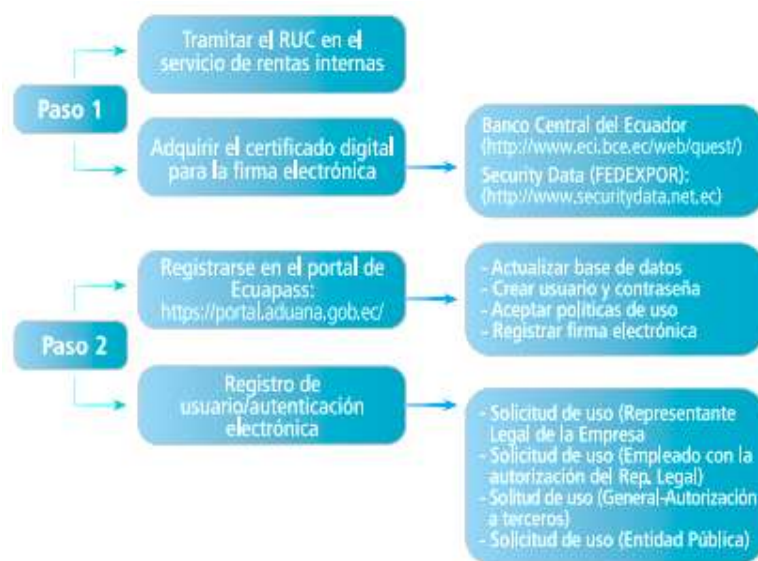 Paso 1
Tramitar el RUC en el
servicio de rentas internas
Adquirir el certificado digital
para la firma electrónica
Banco Central del Ecuador
(http://www.eci.bce.ec/web/quest/)
Security Data (FEDEXPOR):
(http://www.securitydata.net.ec)
Paso 2
Registrarse en el portal de
Ecuapass:
https://portal.aduana.gob.ec/
- Actualizar base de datos
- Crear usuario y contraseña
- Aceptar políticas de uso
- Registrar firma electrónica
Registro de
usuario/autenticación
electrónica
- Solicitud de uso (Representante
Legal de la Empresa
- Solicitud de uso (Empleado con la
autorización del Rep. Legal)
- Solitud de uso (General-Autorización
a terceros)
- Solicitud de uso (Entidad Pública)